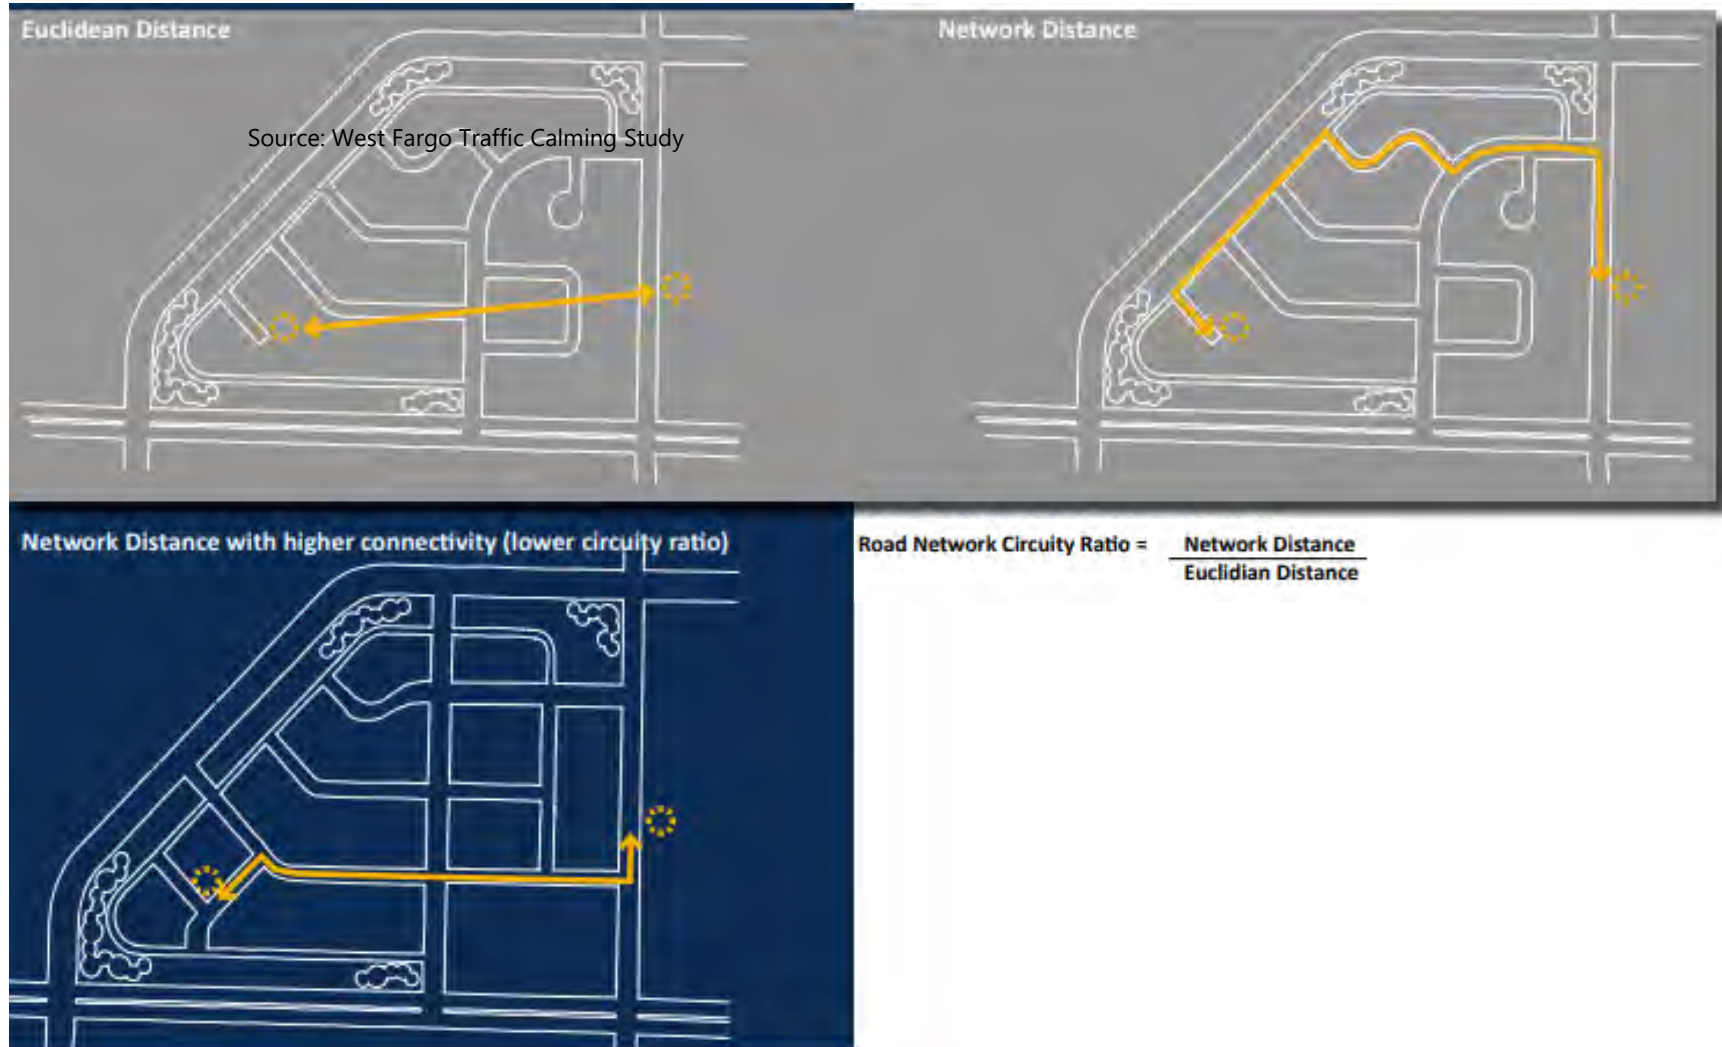 Euclidean Distance
Network Distance
Source: West Fargo Traffic Calming Study
Network Distance with higher connectivity (lower circuity ratio)
Road Network Circuity Ratio =
Network Distance
Euclidian Distance